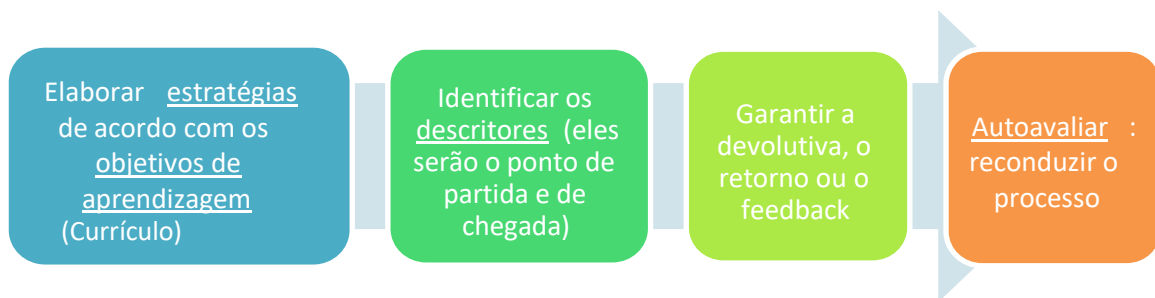 Elaborar estratégias
de acordo com os
objetivos de
aprendizagem
(Currículo)
Identificar os
descritores (eles
serão o ponto de
partida e de
chegada)
Garantir a
devolutiva, o
retorno ou o
feedback
Autoavaliar :
reconduzir o
processo